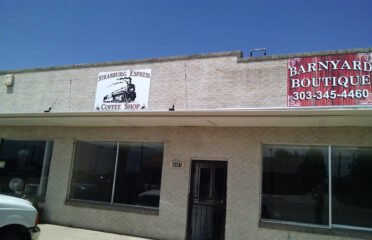 STRASBURG EXPRESS
COFFEE SHOP
BARNYARD
BOUTIQUE
303-345-4460